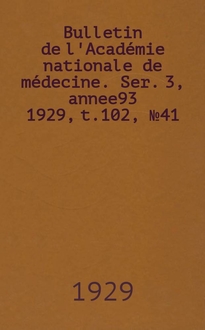 Bulletin
de l'Académie
nationale de
médecine. Ser. 3,
annee93
1929, t.102, №41
1929